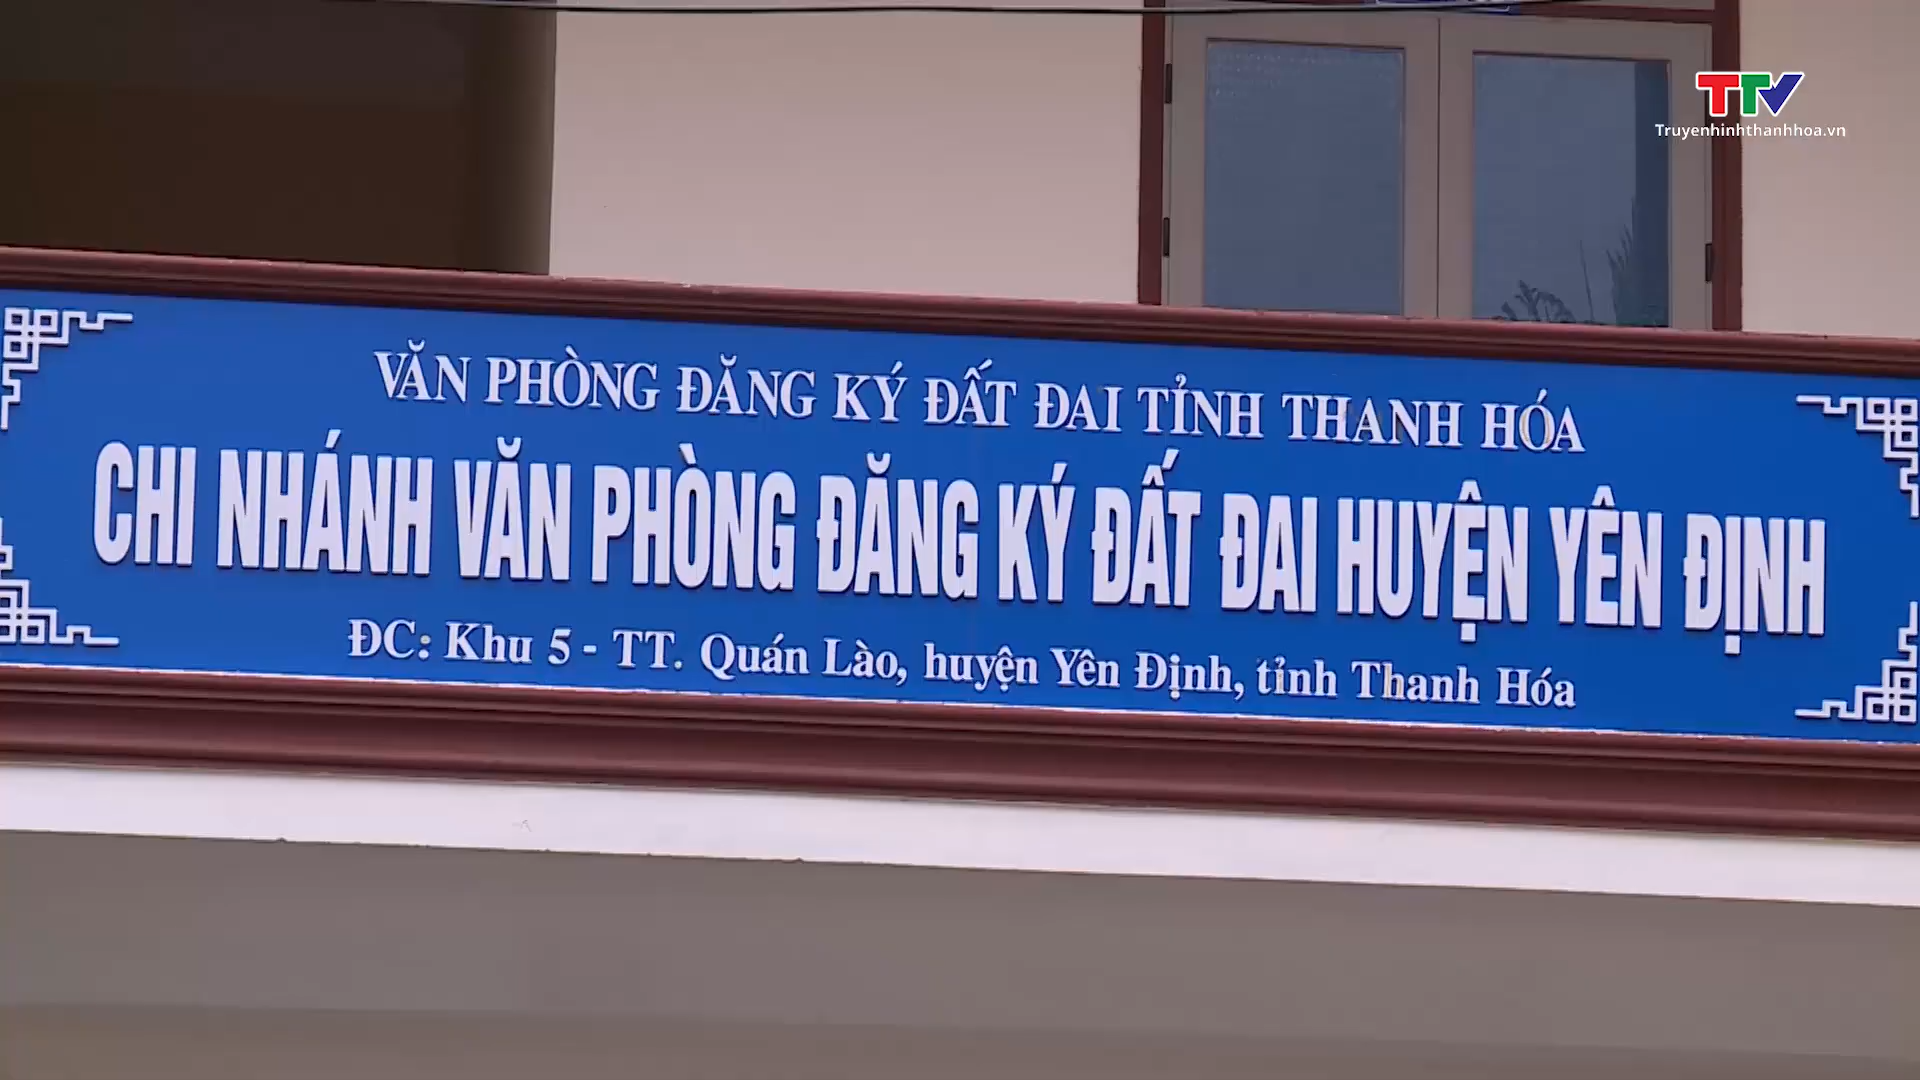 TTV
Truyenhinhthanhhoa.vn
VĂN PHÒNG ĐĂNG KÝ ĐẤT ĐAI TỈNH THANH HÓA
CHI NHÁNH VĂN PHÒNG ĐĂNG KÝ ĐẤT ĐAI HUYỆN YÊN ĐỊNH
ĐC: Khu 5 - TT. Quán Lào, huyện Yên Định, tỉnh Thanh Hóa